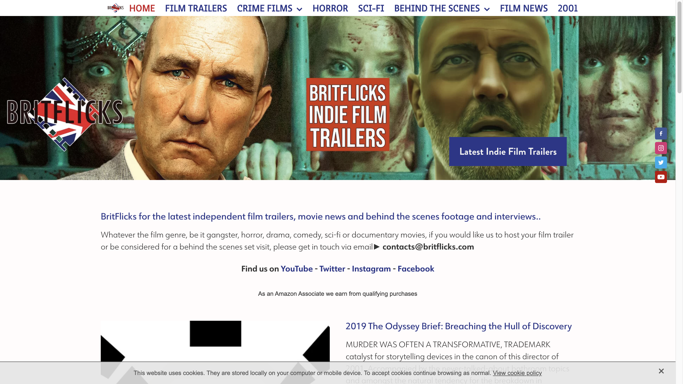 BRITFLICKS HOME FILM TRAILERS CRIME FILMS HORROR SCI-FI BEHIND THE SCENES FILM NEWS 2001
BRITFLICKS
BRITFLICKS
INDIE FILM
TRAILERS
Latest Indie Film Trailers
BritFlicks for the latest independent film trailers, movie news and behind the scenes footage and interviews..
Whatever the film genre, be it gangster, horror, drama, comedy, sci-fi or documentary movies, if you would like us to host your film trailer
or be considered for a behind the scenes set visit, please get in touch via email► contacts@britflicks.com
Find us on YouTube - Twitter - Instagram - Facebook
As an Amazon Associate we earn from qualifying purchases
2019 The Odyssey Brief: Breaching the Hull of Discovery
MURDER WAS OFTEN A TRANSFORMATIVE, TRADEMARK
catalyst for storytelling devices in the canon of this director of
This website uses cookies. They are stored locally on your computer or mobile device. To accept cookies continue browsing as normal. View cookie policy